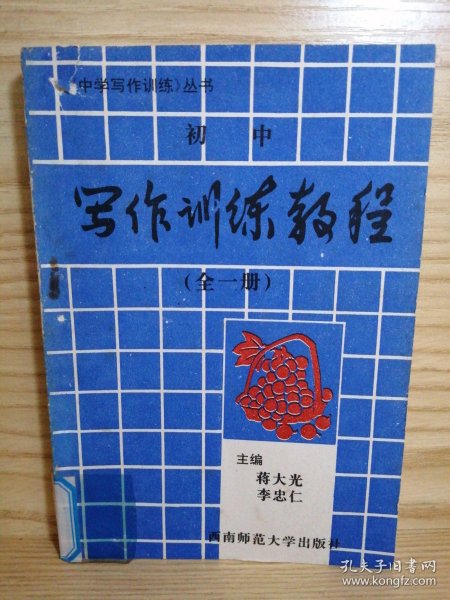 《中学写作训练》丛书
初中
写作训练教程
(全一册)
主编
蒋大光
李忠仁
西南师范大学出版社
孔夫子旧书网
www.kongfz.com